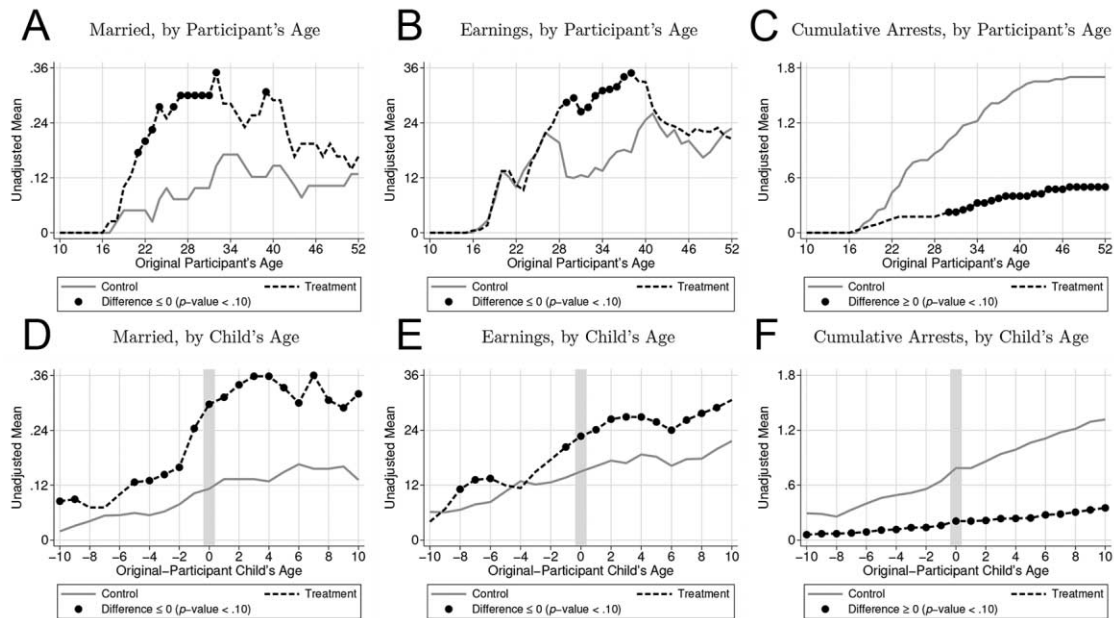 A Married, by Participant's Age
Unadjusted Mean
.36
.24
.12
0
10 16 22 28 34 40 46 52
Original Participant's Age
Control Treatment
Difference ≤ 0 (p−value < .10)
B Earnings, by Participant's Age
Unadjusted Mean
.36
.24
.12
0
10 16 22 28 34 40 46 52
Original Participant's Age
Control Treatment
Difference ≤ 0 (p−value < .10)
C Cumulative Arrests, by Participant's Age
Unadjusted Mean
1.8
1.2
.6
0
10 16 22 28 34 40 46 52
Original Participant's Age
Control Treatment
Difference ≥ 0 (p−value < .10)
D Married, by Child's Age
Unadjusted Mean
.36
.24
.12
0
−10 −8 −6 −4 −2 0 2 4 6 8 10
Original−Participant Child's Age
Control Treatment
Difference ≤ 0 (p−value < .10)
E Earnings, by Child's Age
Unadjusted Mean
.36
.24
.12
0
−10 −8 −6 −4 −2 0 2 4 6 8 10
Original−Participant Child's Age
Control Treatment
Difference ≤ 0 (p−value < .10)
F Cumulative Arrests, by Child's Age
Unadjusted Mean
1.8
1.2
.6
0
−10 −8 −6 −4 −2 0 2 4 6 8 10
Original−Participant Child's Age
Control Treatment
Difference ≥ 0 (p−value < .10)